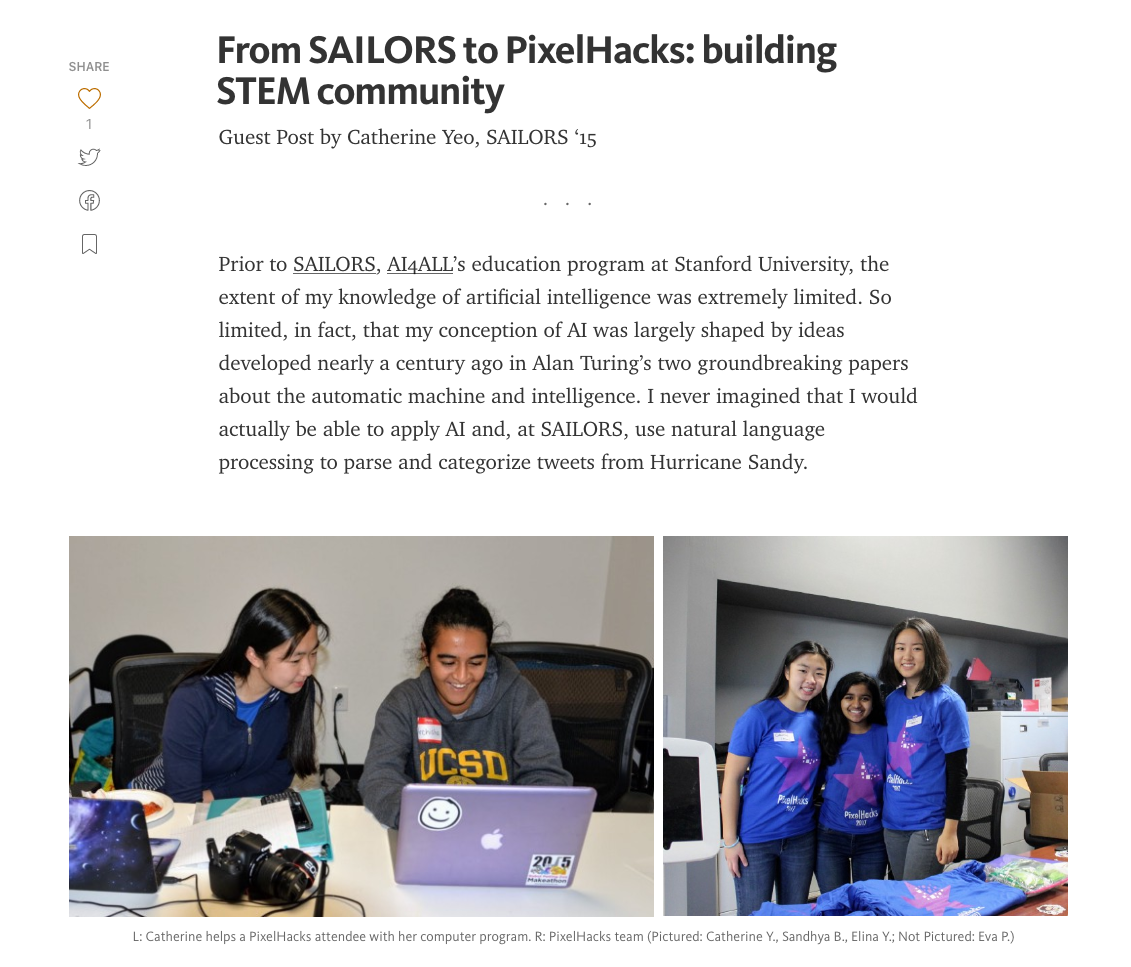 From SAILORS to PixelHacks: building
STEM community
SHARE
1
Guest Post by Catherine Yeo, SAILORS ‘15
. . .
Prior to SAILORS, AI4ALL’s education program at Stanford University, the
extent of my knowledge of artificial intelligence was extremely limited. So
limited, in fact, that my conception of AI was largely shaped by ideas
developed nearly a century ago in Alan Turing’s two groundbreaking papers
about the automatic machine and intelligence. I never imagined that I would
actually be able to apply AI and, at SAILORS, use natural language
processing to parse and categorize tweets from Hurricane Sandy.
UCSD
2015
Makeathon
PixelHacks
2017
PixelHacks
2017
PixelHacks
L: Catherine helps a PixelHacks attendee with her computer program. R: PixelHacks team (Pictured: Catherine Y., Sandhya B., Elina Y.; Not Pictured: Eva P.)